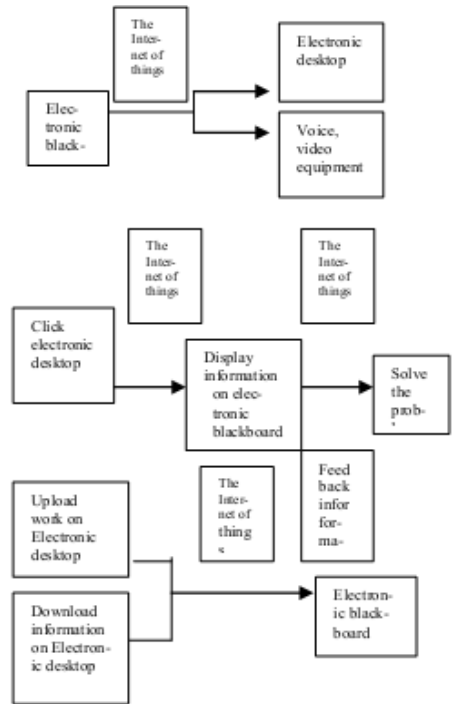 The
Inter-
net of
things
Electronic
desktop
Elec-
tronic
black-
Voice,
video
equipment
The
Inter-
net of
things
The
Inter-
net of
things
Click
electronic
desktop
Display
information
on elec-
tronic
blackboard
Solve
the
prob-
Upload
work on
Electronic
desktop
The
Inter-
net of
thing
s
Feed
back
infor
for-
ma-
Download
information
on Electron-
ic desktop
Electron-
ic black-
board